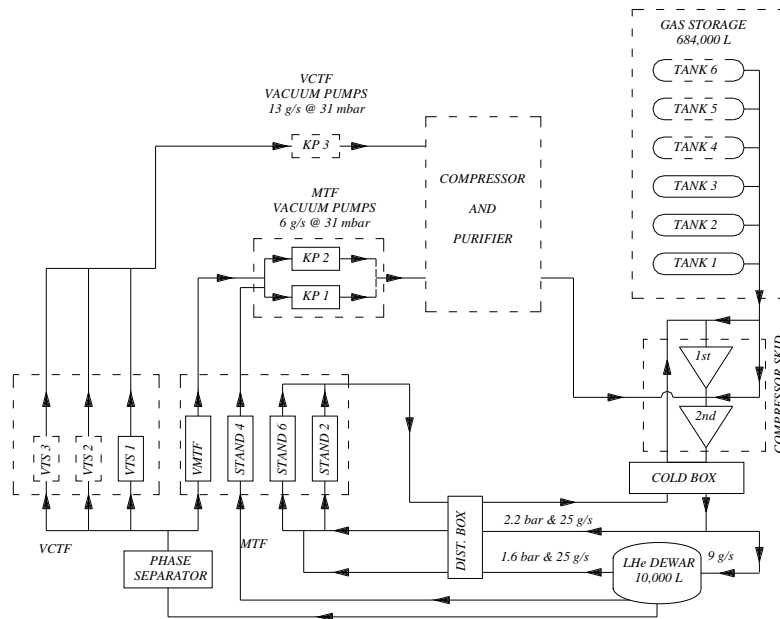 GAS STORAGE
684,000 L
TANK 6
TANK 5
TANK 4
TANK 3
TANK 2
TANK 1
VCTF
VACUUM PUMPS
13 g/s @ 31 mbar
KP 3
MTF
VACUUM PUMPS
6 g/s @ 31 mbar
KP 2
KP 1
COMPRESSOR
AND
PURIFIER
1st
2nd
COMPRESSOR SKID
COLD BOX
VTS 3
VTS 2
VTS 1
VMTF
STAND 4
STAND 6
STAND 2
VCTF
MTF
PHASE
SEPARATOR
DIST. BOX
2.2 bar & 25 g/s
1.6 bar & 25 g/s
LHe DEWAR
10,000 L
9 g/s